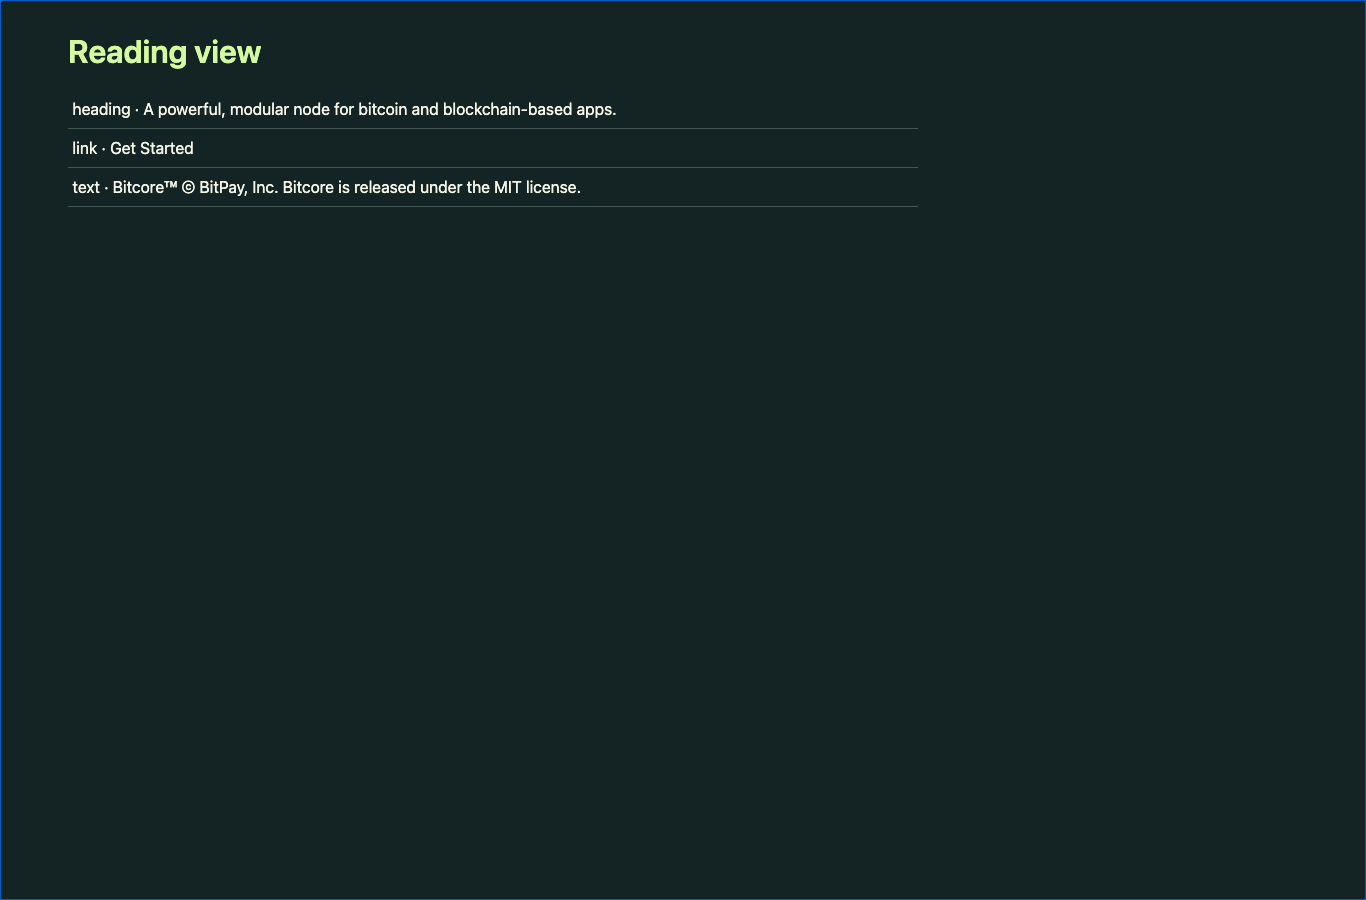 Reading view
heading · A powerful, modular node for bitcoin and blockchain-based apps.
link · Get Started
text · Bitcore™ © BitPay, Inc. Bitcore is released under the MIT license.